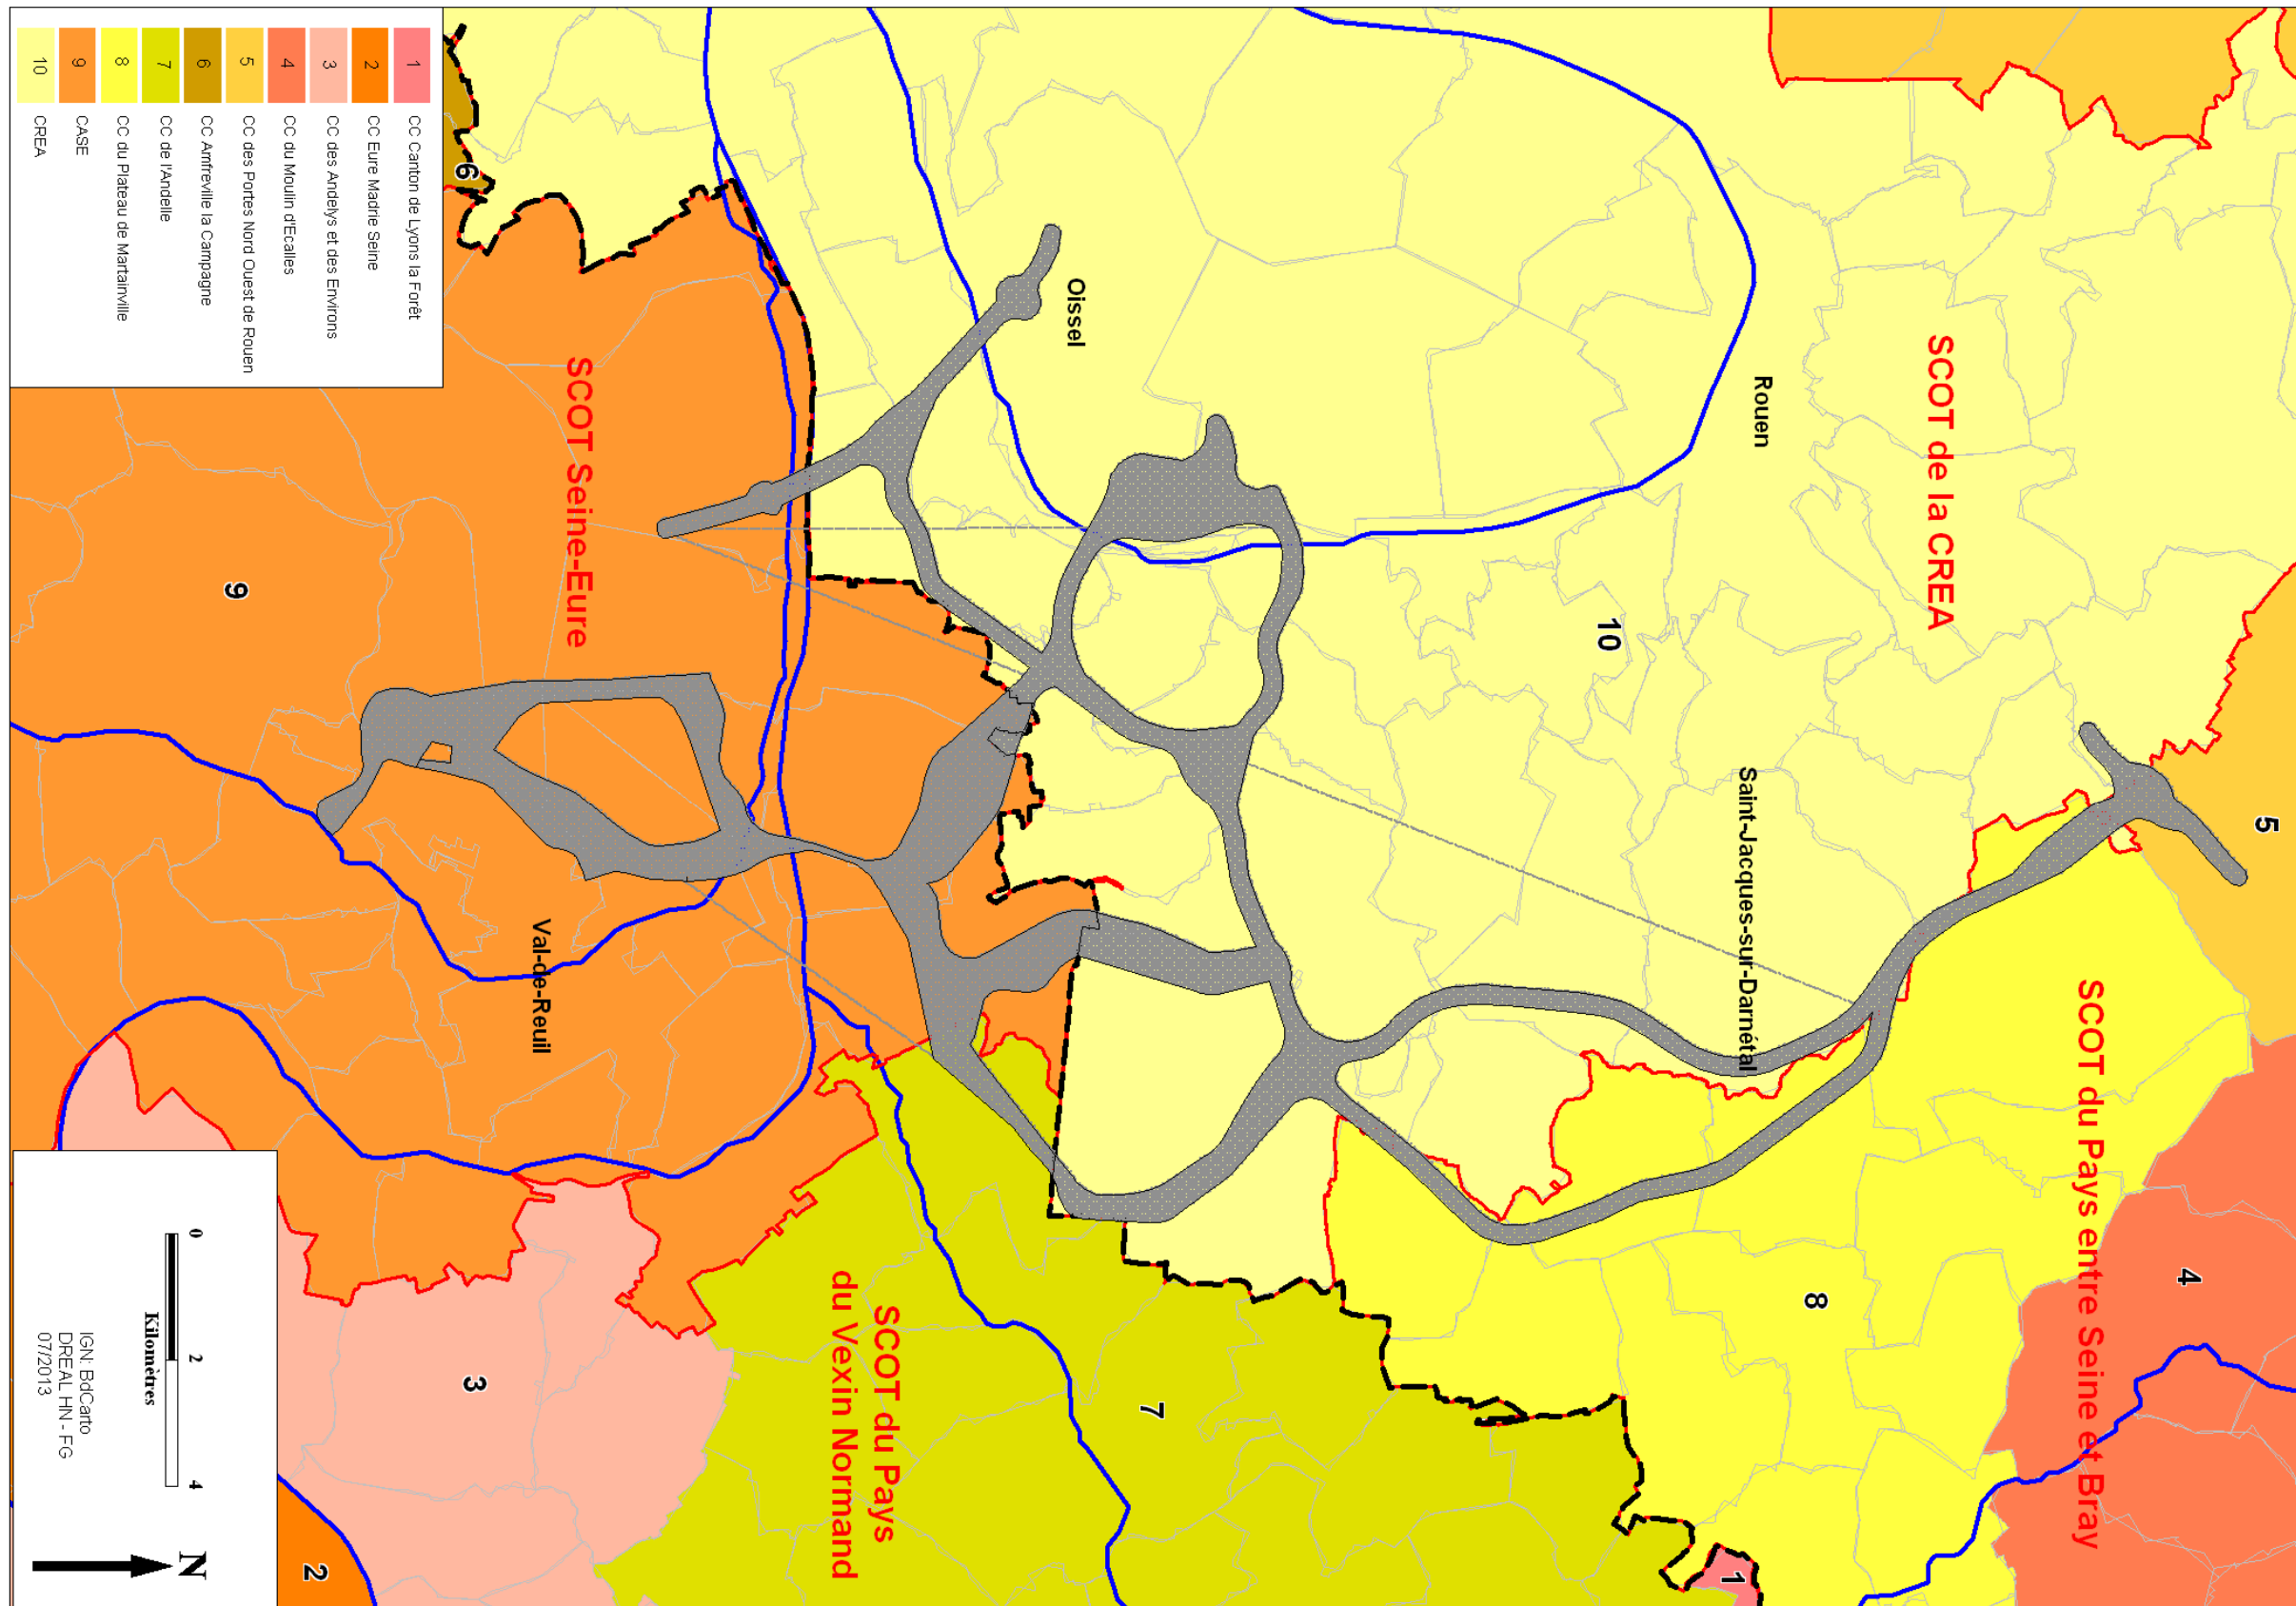 SCOT de la CREA
5
Rouen
SCOT du Pays entre Seine et Bray
4
Saint-Jacques-sur-Darnétal
10
8
1
Oissel
7
SCOT du Pays
du Vexin Normand
SCOT Seine-Eure
Val-de-Reuil
6
9
3
2
1 CC Canton de Lyons la Forêt
2 CC Eure Madrie Seine
3 CC des Andelys et des Environs
4 CC du Moulin d'Ecalles
5 CC des Portes Nord Ouest de Rouen
6 CC Amfreville la Campagne
7 CC de l'Andelle
8 CC du Plateau de Martainville
9 CASE
10 CREA
0 2 4
Kilomètres
N
IGN: BdCarto
DREAL HN - FG
07/2013